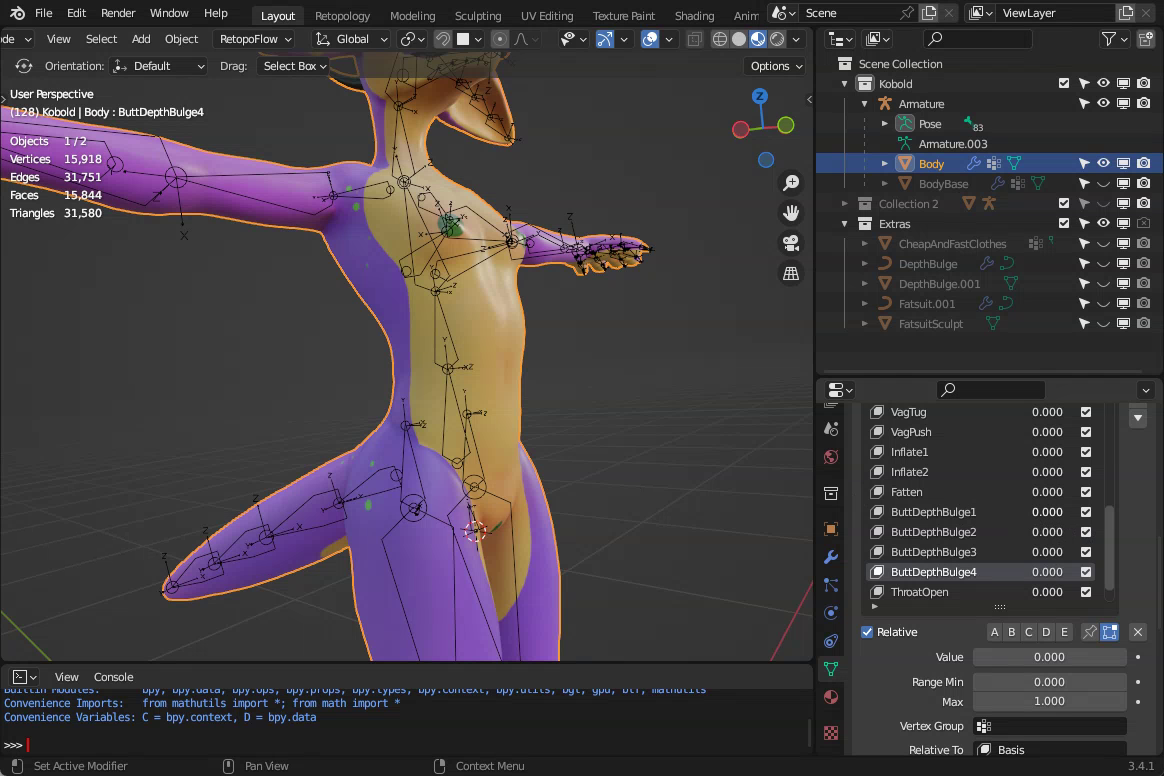 File Edit Render Window Help Layout Retopology Modeling Sculpting UV Editing Texture Paint Shading Anim Scene ViewLayer
de View Select Add Object RetopoFlow Global
Orientation: Default Drag: Select Box Options
User Perspective
(128) Kobold | Body : ButtDepthBulge4
Objects 1/2
Vertices 15,918
Edges 31,751
Faces 15,844
Triangles 31,580
Z
Scene Collection
Kobold
Armature
Pose 83
Armature.003
Body
BodyBase
Collection 2
Extras
CheapAndFastClothes
DepthBulge
DepthBulge.001
Fatsuit.001
FatsuitSculpt
VagTug 0.000
VagPush 0.000
Inflate1 0.000
Inflate2 0.000
Fatten 0.000
ButtDepthBulge1 0.000
ButtDepthBulge2 0.000
ButtDepthBulge3 0.000
ButtDepthBulge4 0.000
ThroatOpen 0.000
Relative A B C D E
Value 0.000
Range Min 0.000
Max 1.000
Vertex Group
Relative To Basis
View Console
Builtin Modules: bpy, bpy.data, bpy.ops, bpy.props, bpy.types, bpy.context, bpy.utils, bgl, gpu, blf, mathutils
Convenience Imports: from mathutils import *; from math import *
Convenience Variables: C = bpy.context, D = bpy.data
>>>
Set Active Modifier Pan View Context Menu 3.4.1